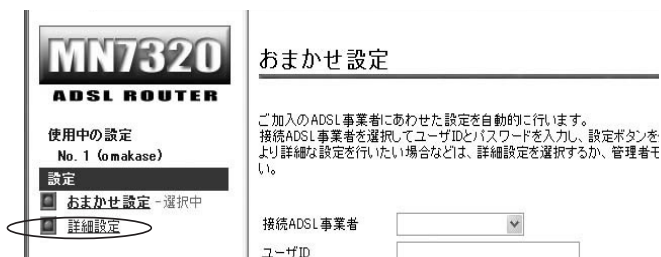 MN7320
ADSL ROUTER
使用中の設定
No. 1 (omakase)
設定
おまかせ設定 - 選択中
詳細設定
おまかせ設定
ご加入のADSL事業者にあわせた設定を自動的に行います。
接続ADSL事業者を選択してユーザIDとパスワードを入力し、設定ボタンを
より詳細な設定を行いたい場合などは、詳細設定を選択するか、管理者モ
い。
接続ADSL事業者
ユーザID